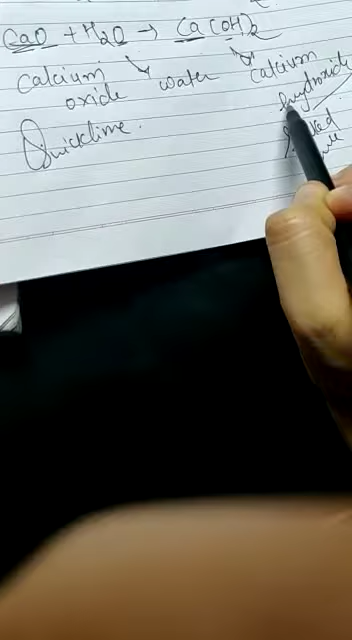 CaO + H2O → Ca(OH)2
calcium oxide water calcium hydroxide
Quicklime.